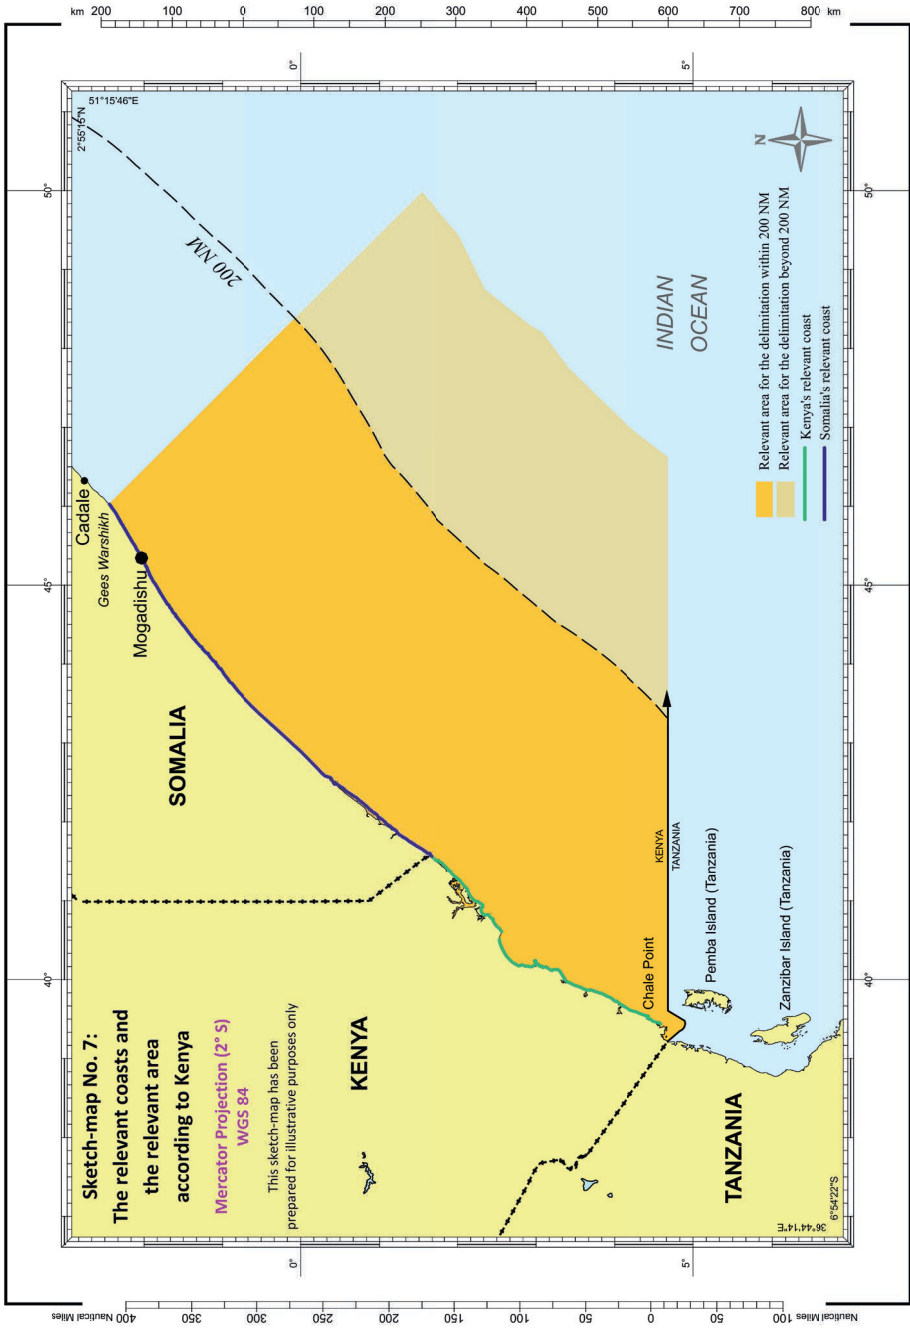 Sketch-map No. 7:
The relevant coasts and
the relevant area
according to Kenya
Mercator Projection (2° S)
WGS 84
This sketch-map has been
prepared for illustrative purposes only
2°55'15"N
51°15'46"E
36°44'14"E
6°54'22"S
40°
45°
50°
40°
45°
50°
0°
5°
0°
5°
SOMALIA
KENYA
TANZANIA
Cadale
Gees Warshikh
Mogadishu
200 NM
Chale Point
KENYA
TANZANIA
Pemba Island (Tanzania)
Zanzibar Island (Tanzania)
INDIAN
OCEAN
N
Relevant area for the delimitation within 200 NM
Relevant area for the delimitation beyond 200 NM
Kenya's relevant coast
Somalia's relevant coast
km 200 100 0 100 200 300 400 500 600 700 800 km
Nautical Miles 400 350 300 250 200 150 100 50 0 50 100 Nautical Miles